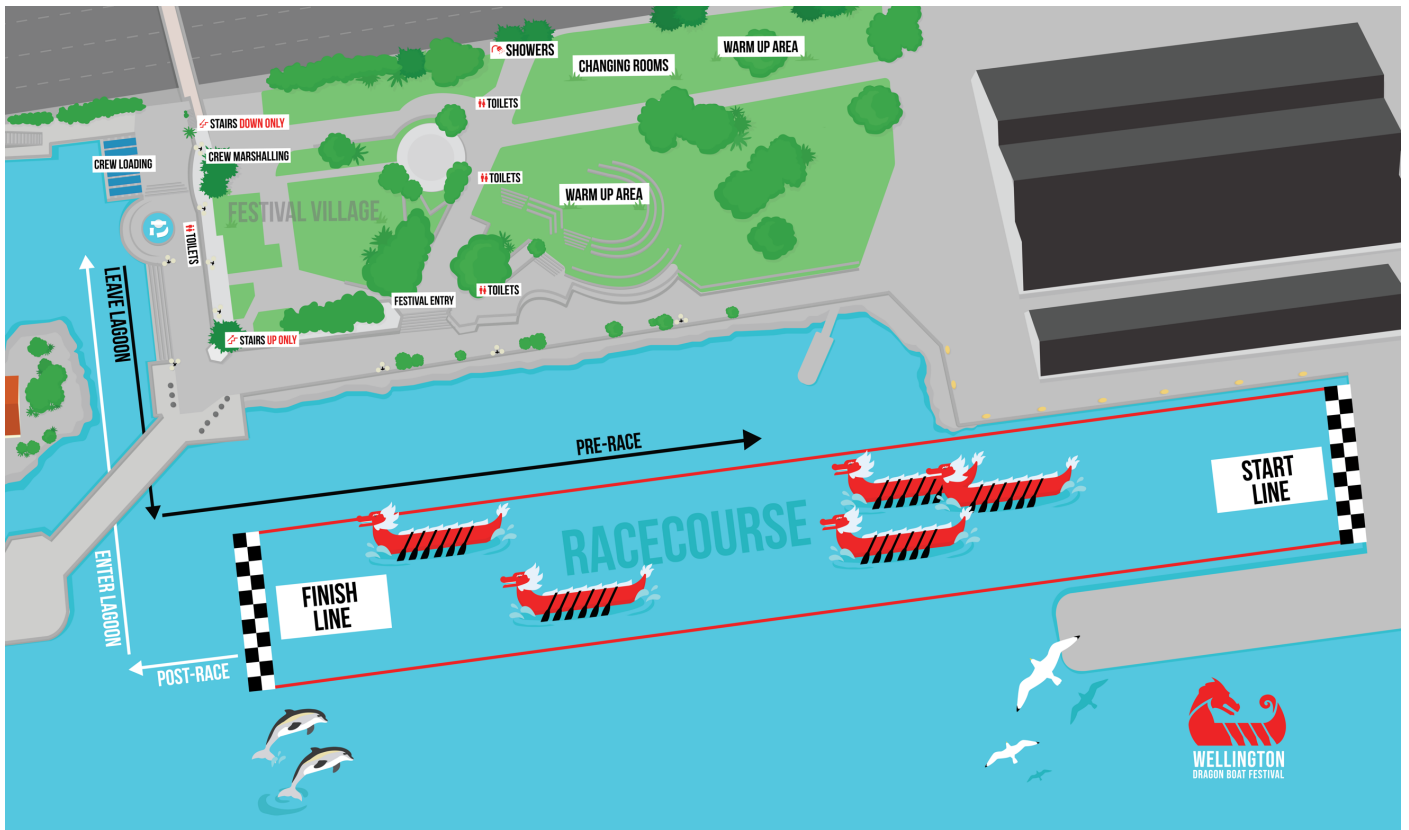 SHOWERS
WARM UP AREA
CHANGING ROOMS
TOILETS
STAIRS DOWN ONLY
CREW MARSHALLING
CREW LOADING
TOILETS
WARM UP AREA
FESTIVAL VILLAGE
TOILETS
TOILETS
FESTIVAL ENTRY
STAIRS UP ONLY
LEAVE LAGOON
PRE-RACE
START
LINE
RACECOURSE
FINISH
LINE
ENTER LAGOON
POST-RACE
WELLINGTON
DRAGON BOAT FESTIVAL